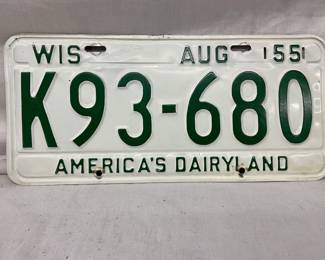 WIS AUG 55
K93-680
AMERICA'S DAIRYLAND